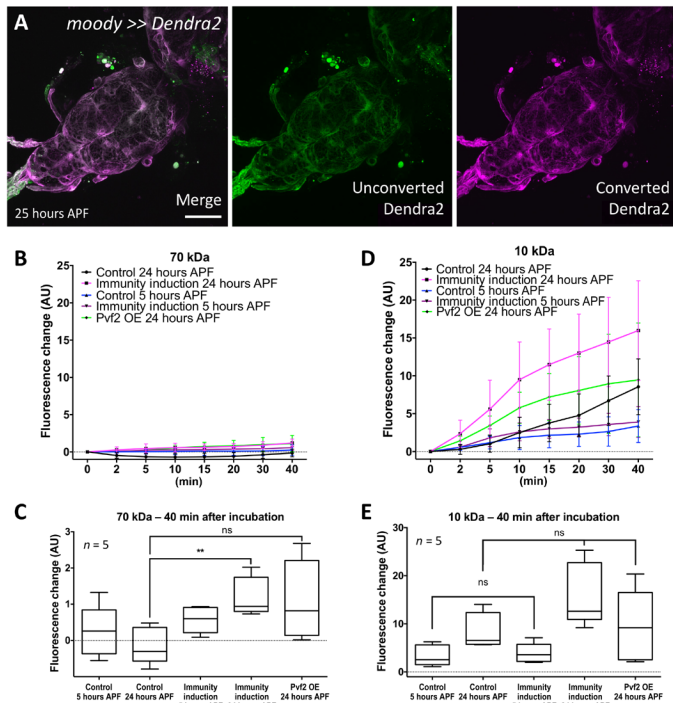 A
moody >> Dendra2
Merge
25 hours APF
Unconverted
Dendra2
Converted
Dendra2
B
70 kDa
Fluorescence change (AU)
25
20
15
10
5
0
Control 24 hours APF
Immunity induction 24 hours APF
Control 5 hours APF
Immunity induction 5 hours APF
Pvf2 OE 24 hours APF
0 2 5 10 15 20 30 40
(min)
D
10 kDa
Fluorescence change (AU)
25
20
15
10
5
0
Control 24 hours APF
Immunity induction 24 hours APF
Control 5 hours APF
Immunity induction 5 hours APF
Pvf2 OE 24 hours APF
0 2 5 10 15 20 30 40
(min)
C
70 kDa – 40 min after incubation
Fluorescence change (AU)
3
2
1
0
n = 5
ns
**
Control
5 hours APF
Control
24 hours APF
Immunity
induction
Immunity
induction
Pvf2 OE
24 hours APF
E
10 kDa – 40 min after incubation
Fluorescence change (AU)
30
20
10
0
n = 5
ns
ns
Control
5 hours APF
Control
24 hours APF
Immunity
induction
Immunity
induction
Pvf2 OE
24 hours APF